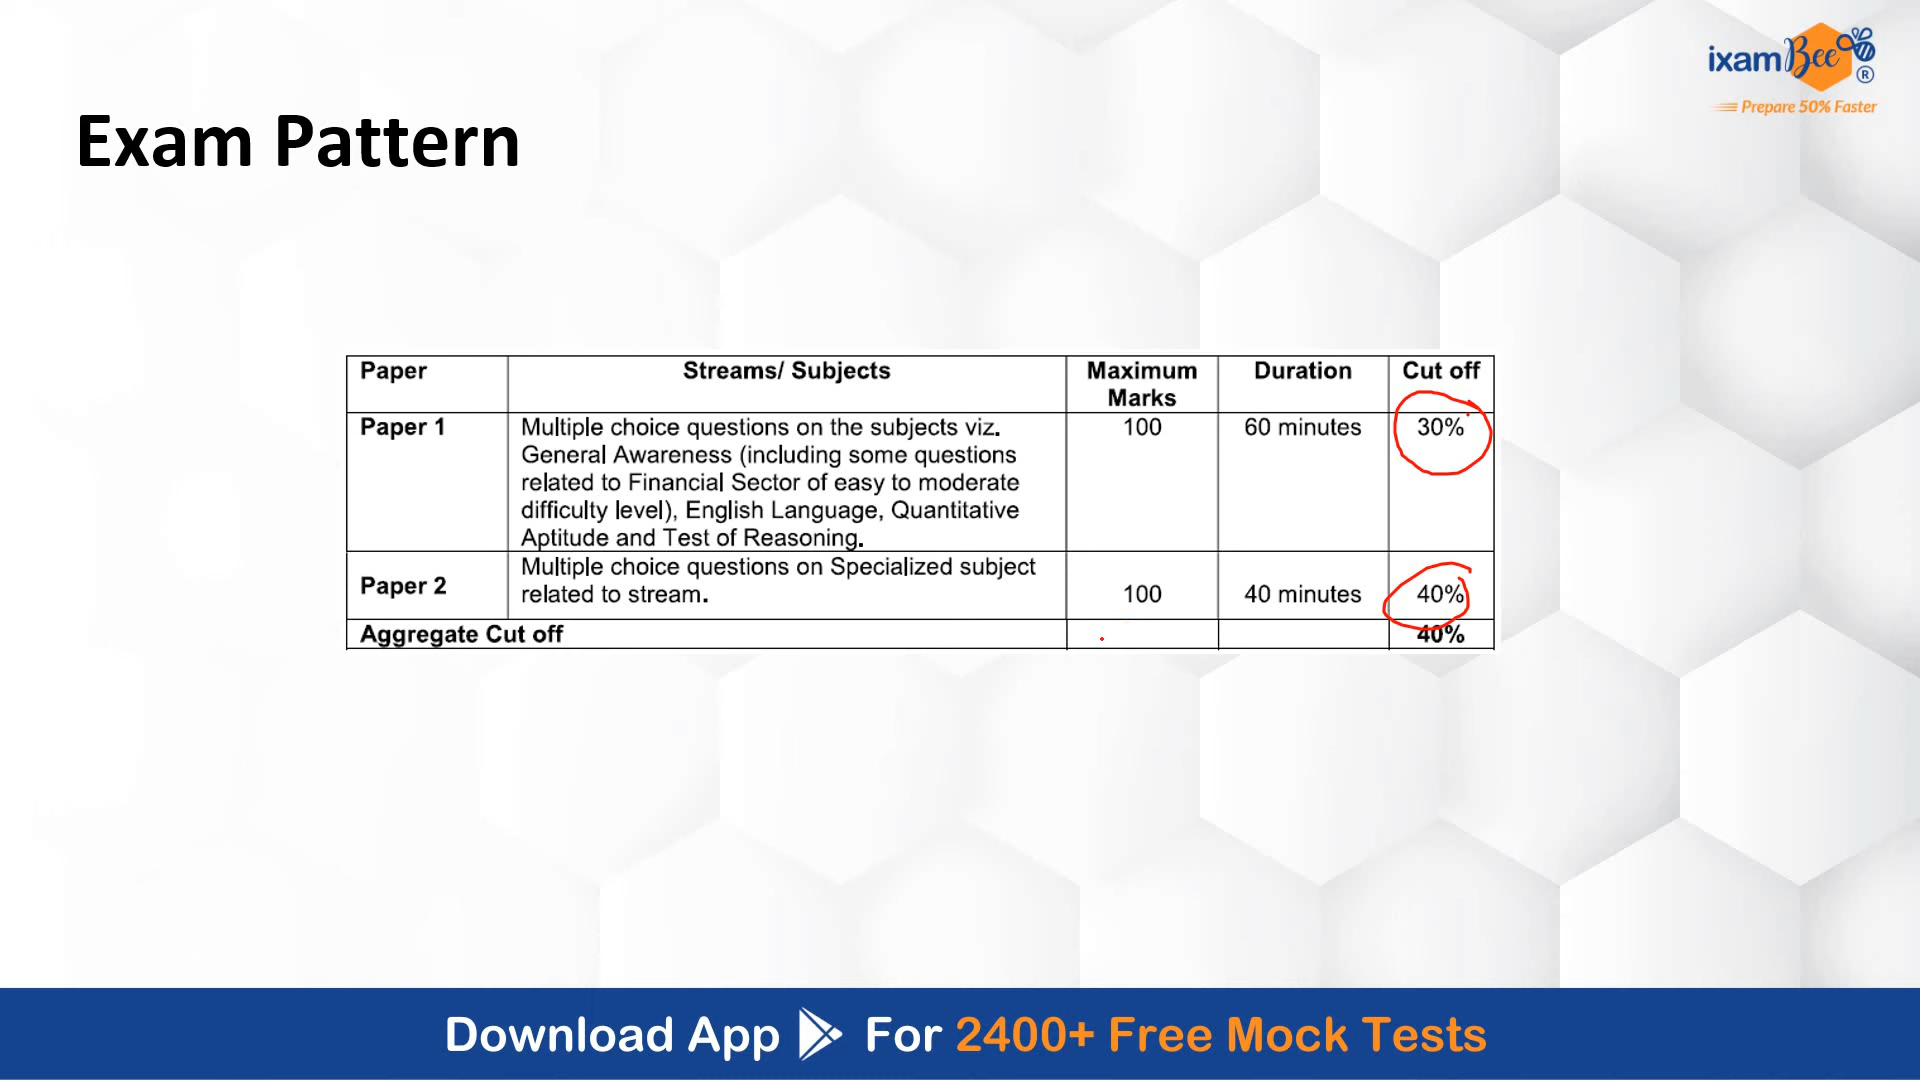 ixamBee
®
Prepare 50% Faster
Exam Pattern
Paper Streams/ Subjects Maximum Marks Duration Cut off
Paper 1 Multiple choice questions on the subjects viz. 100 60 minutes 30%
General Awareness (including some questions
related to Financial Sector of easy to moderate
difficulty level), English Language, Quantitative
Aptitude and Test of Reasoning.
Paper 2 Multiple choice questions on Specialized subject
related to stream. 100 40 minutes 40%
Aggregate Cut off 40%
Download App For 2400+ Free Mock Tests